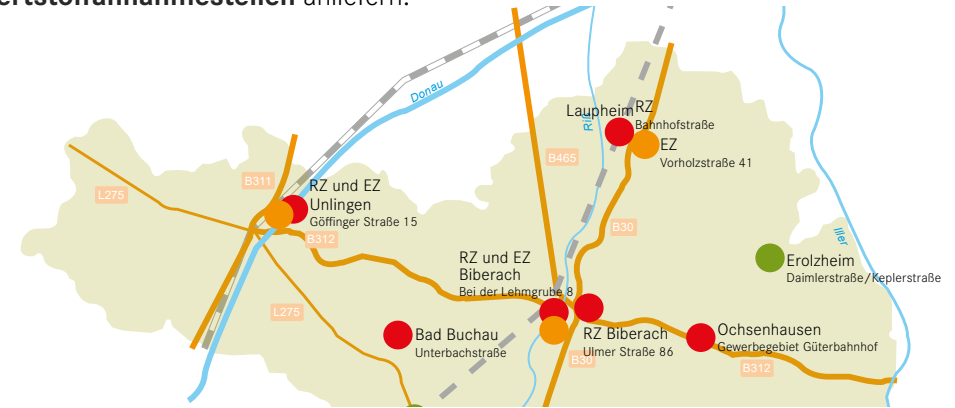 ertstoffannahmestellen anliefern.
Donau
Riß
Laupheim RZ
Bahnhofstraße
EZ
Vorholzstraße 41
B465
L275
B311
RZ und EZ
Unlingen
Göffinger Straße 15
B312
B30
Iller
RZ und EZ
Biberach
Bei der Lehmgrube 8
Erolzheim
Daimlerstraße/Keplerstraße
L275
Bad Buchau
Unterbachstraße
RZ Biberach
Ulmer Straße 86
B30
Ochsenhausen
Gewerbegebiet Güterbahnhof
B312